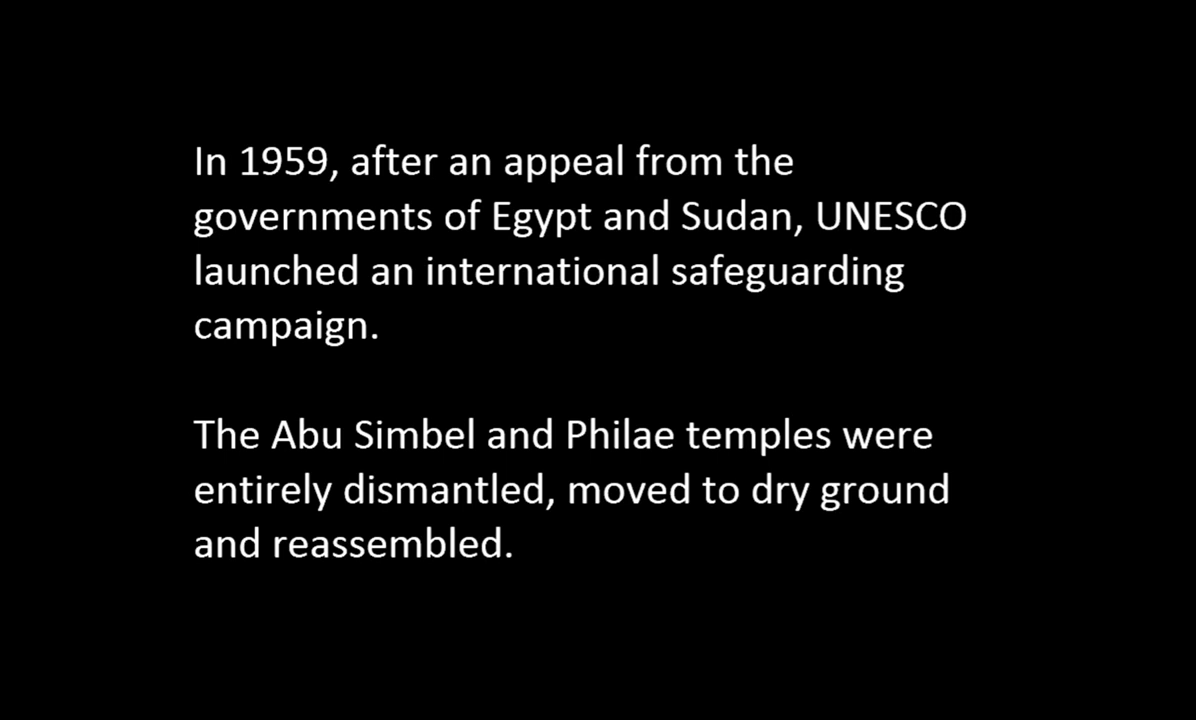 In 1959, after an appeal from the
governments of Egypt and Sudan, UNESCO
launched an international safeguarding
campaign.
The Abu Simbel and Philae temples were
entirely dismantled, moved to dry ground
and reassembled.